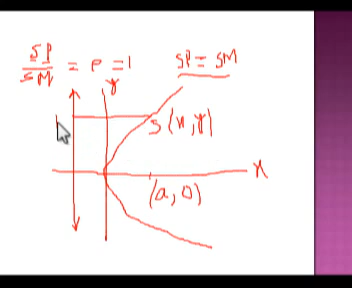 SP/SM = e = 1
SP = SM
Y
S(x, y)
x
(a, 0)